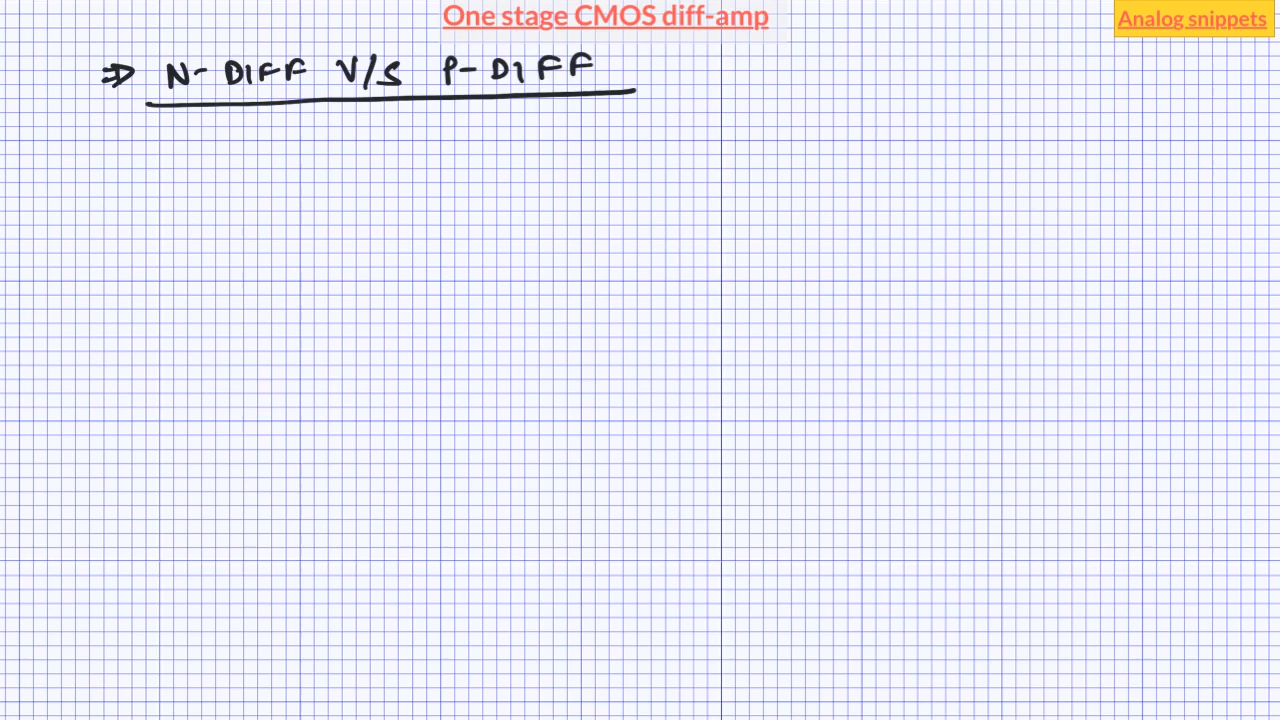 One stage CMOS diff-amp
Analog snippets
⇒ N-DIFF V/S P-DIFF